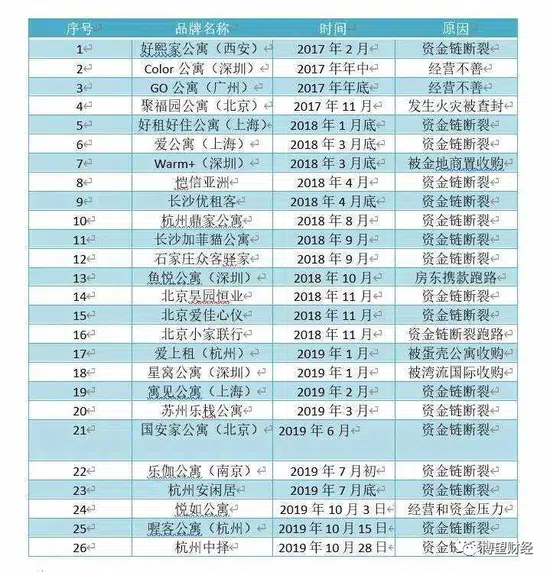 序号 品牌名称 时间 原因
1 好熙家公寓（西安） 2017 年 2 月 资金链断裂
2 Color 公寓（深圳） 2017 年年中 经营不善
3 GO 公寓（广州） 2017 年年底 经营不善
4 聚福园公寓（北京） 2017 年 11 月 发生火灾被查封
5 好租好住公寓（上海） 2018 年 1 月底 资金链断裂
6 爱公寓（上海） 2018 年 3 月底 资金链断裂
7 Warm+（深圳） 2018 年 3 月底 被金地商置收购
8 恺信亚洲 2018 年 4 月 资金链断裂
9 长沙优租客 2018 年 4 月底 资金链断裂
10 杭州鼎家公寓 2018 年 8 月 资金链断裂
11 长沙加菲猫公寓 2018 年 9 月 资金链断裂
12 石家庄众客驿家 2018 年 9 月 资金链断裂
13 鱼悦公寓（深圳） 2018 年 10 月 房东携款跑路
14 北京昊园恒业 2018 年 11 月 资金链断裂
15 北京爱佳心仪 2018 年 11 月 资金链断裂
16 北京小家联行 2018 年 11 月 资金链断裂跑路
17 爱上租（杭州） 2019 年 1 月 被蛋壳公寓收购
18 星窝公寓（深圳） 2019 年 1 月 被湾流国际收购
19 寓见公寓（上海） 2019 年 2 月 资金链断裂
20 苏州乐栈公寓 2019 年 3 月 资金链断裂
21 国安家公寓（北京） 2019 年 6 月 资金链断裂
22 乐伽公寓（南京） 2019 年 7 月初 资金链断裂
23 杭州安闲居 2019 年 7 月底 资金链断裂
24 悦如公寓 2019 年 10 月 3 日 经营和资金压力
25 喔客公寓（杭州） 2019 年 10 月 15 日 资金链断裂
26 杭州中择 2019 年 10 月 28 日 资金链断裂
博望财经